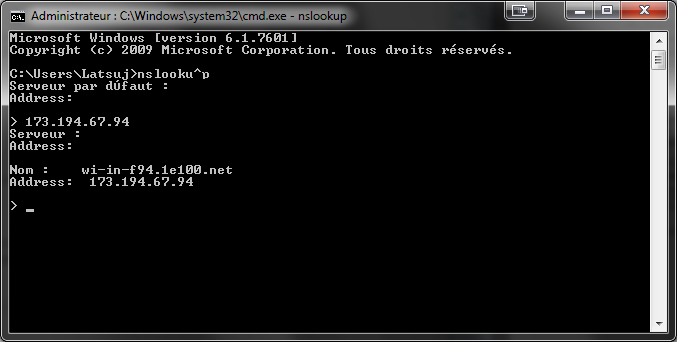 Administrateur : C:\Windows\system32\cmd.exe - nslookup
Microsoft Windows [version 6.1.7601]
Copyright (c) 2009 Microsoft Corporation. Tous droits réservés.
C:\Users\Latsuj>nslooku^p
Serveur par dÚfaut :
Address:
> 173.194.67.94
Serveur :
Address:
Nom :    wi-in-f94.1e100.net
Address:  173.194.67.94
> _